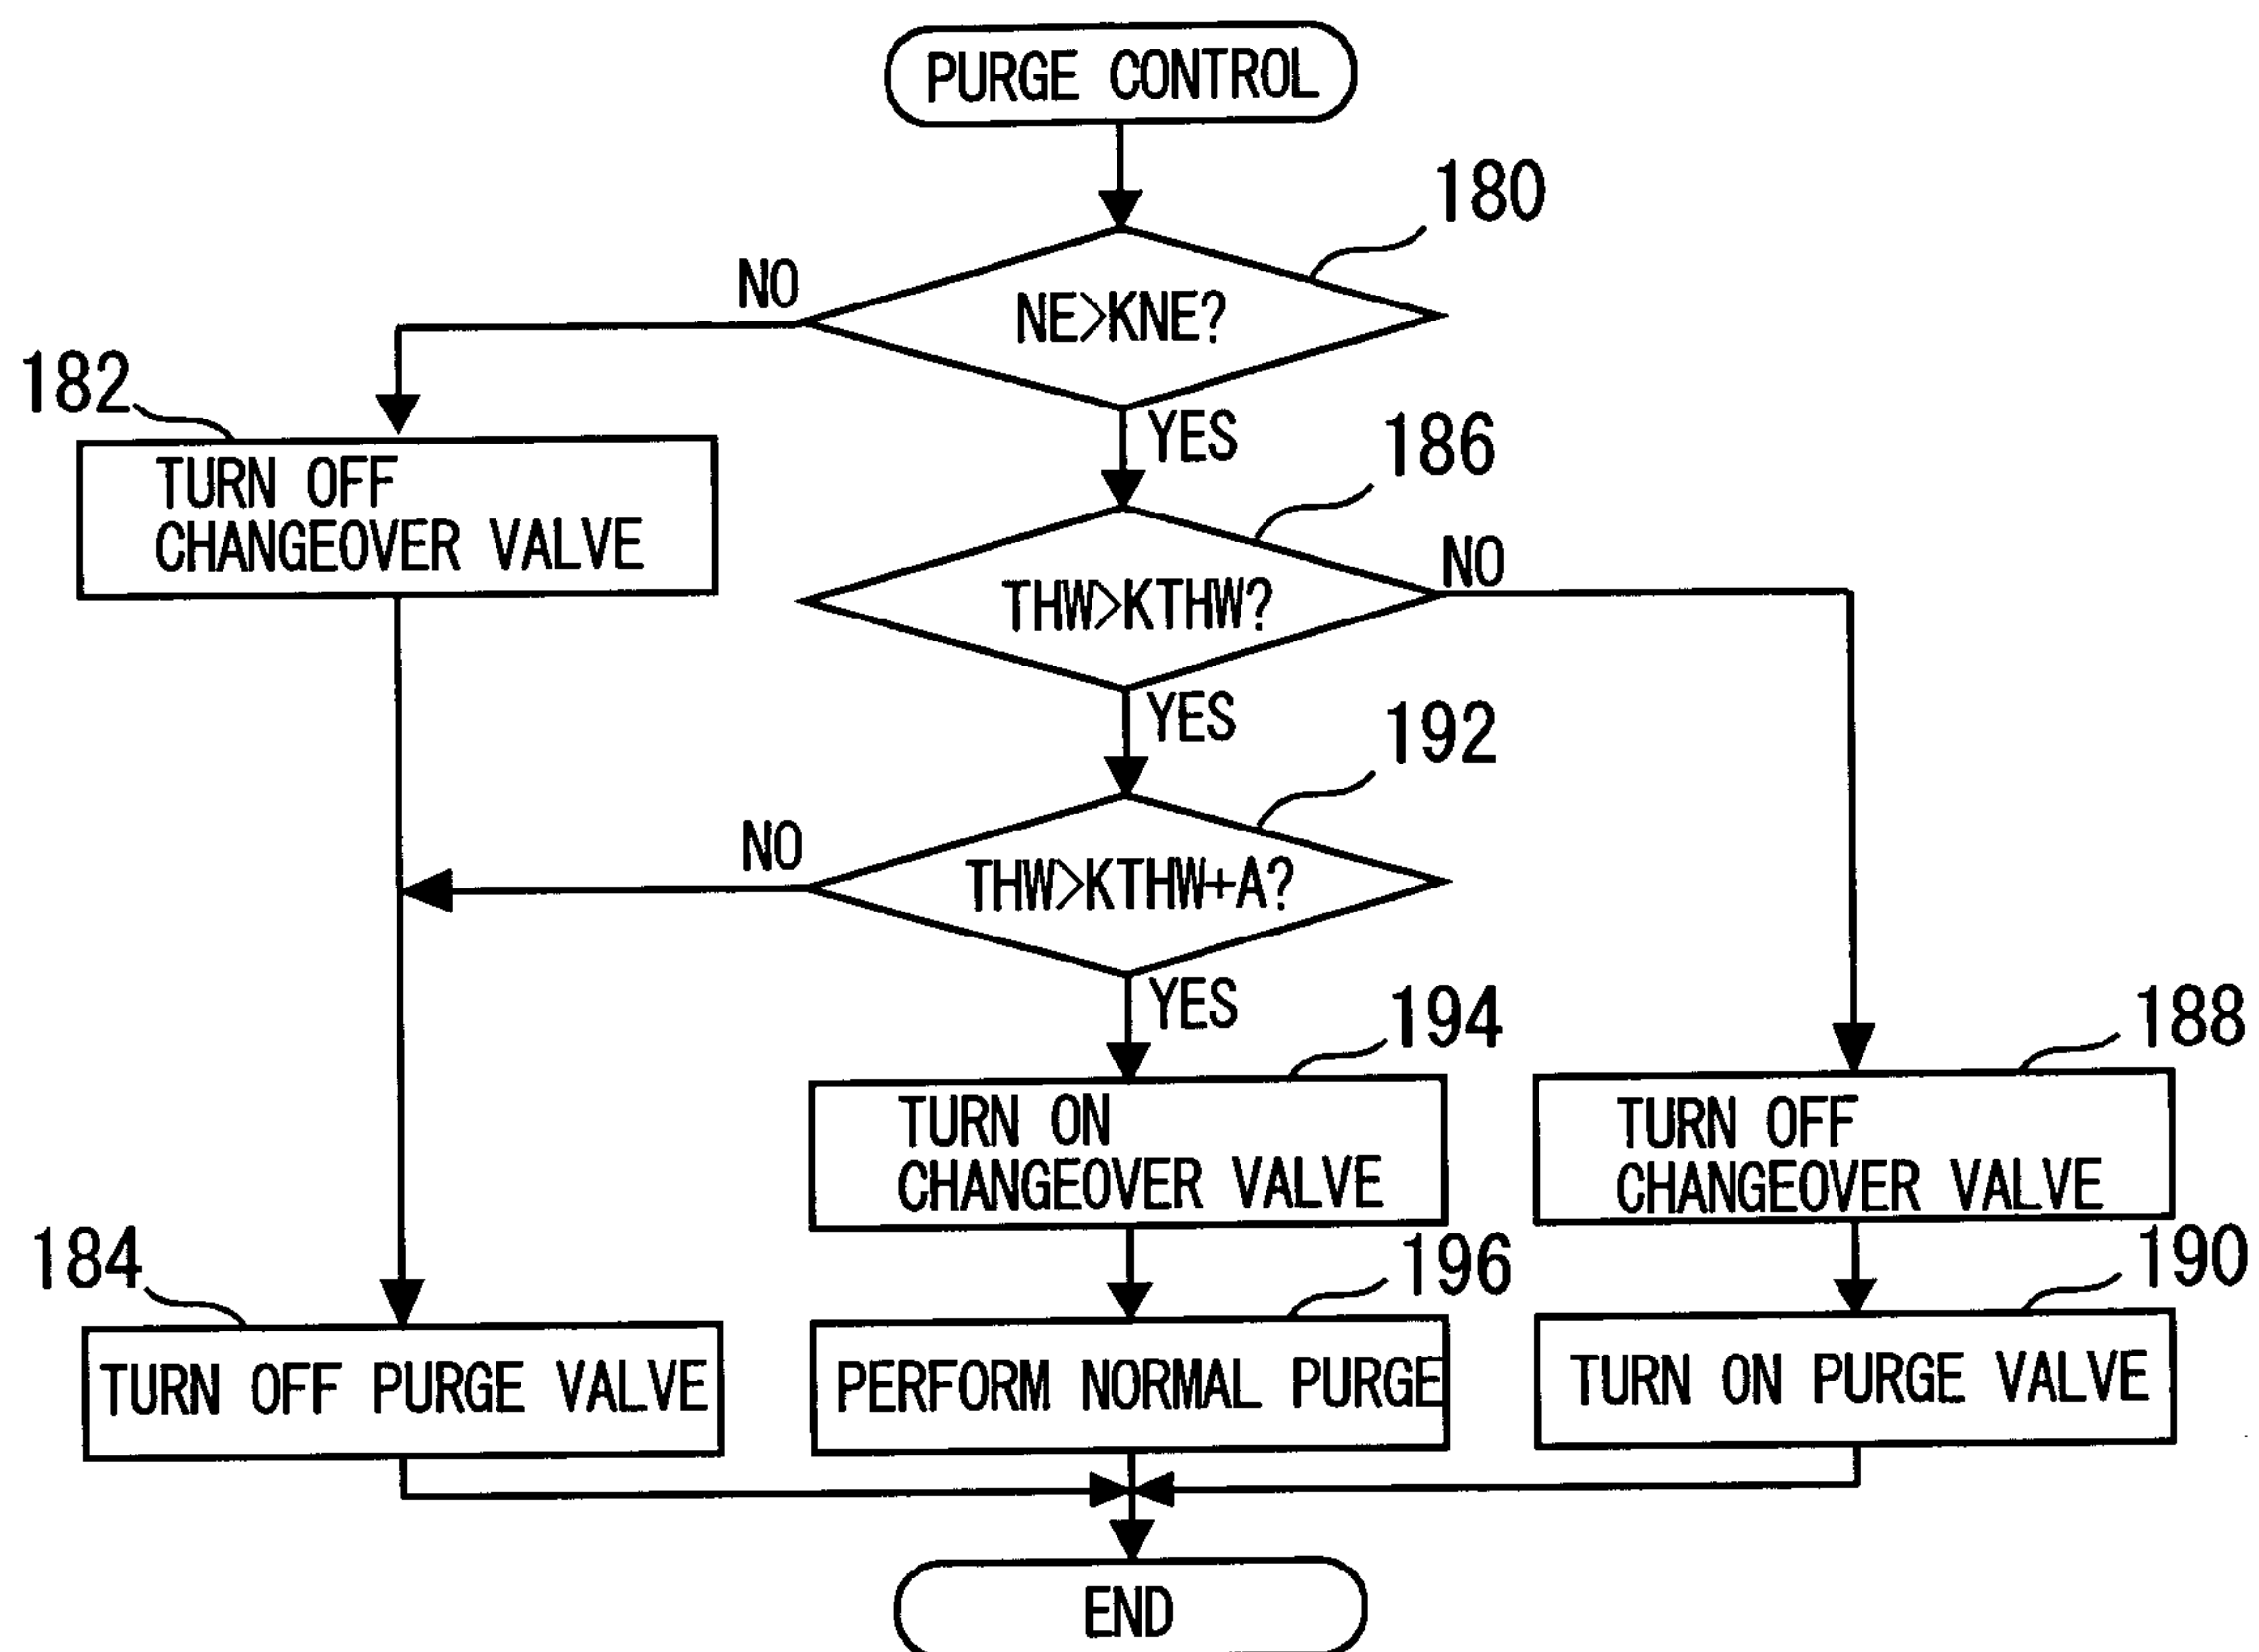 PURGE CONTROL
180
NO
NE>KNE?
182
YES
186
TURN OFF
CHANGEOVER VALVE
NO
THW>KTHW?
YES
192
NO
THW>KTHW+A?
YES
194
188
TURN ON
CHANGEOVER VALVE
TURN OFF
CHANGEOVER VALVE
184
196
190
TURN OFF PURGE VALVE
PERFORM NORMAL PURGE
TURN ON PURGE VALVE
END